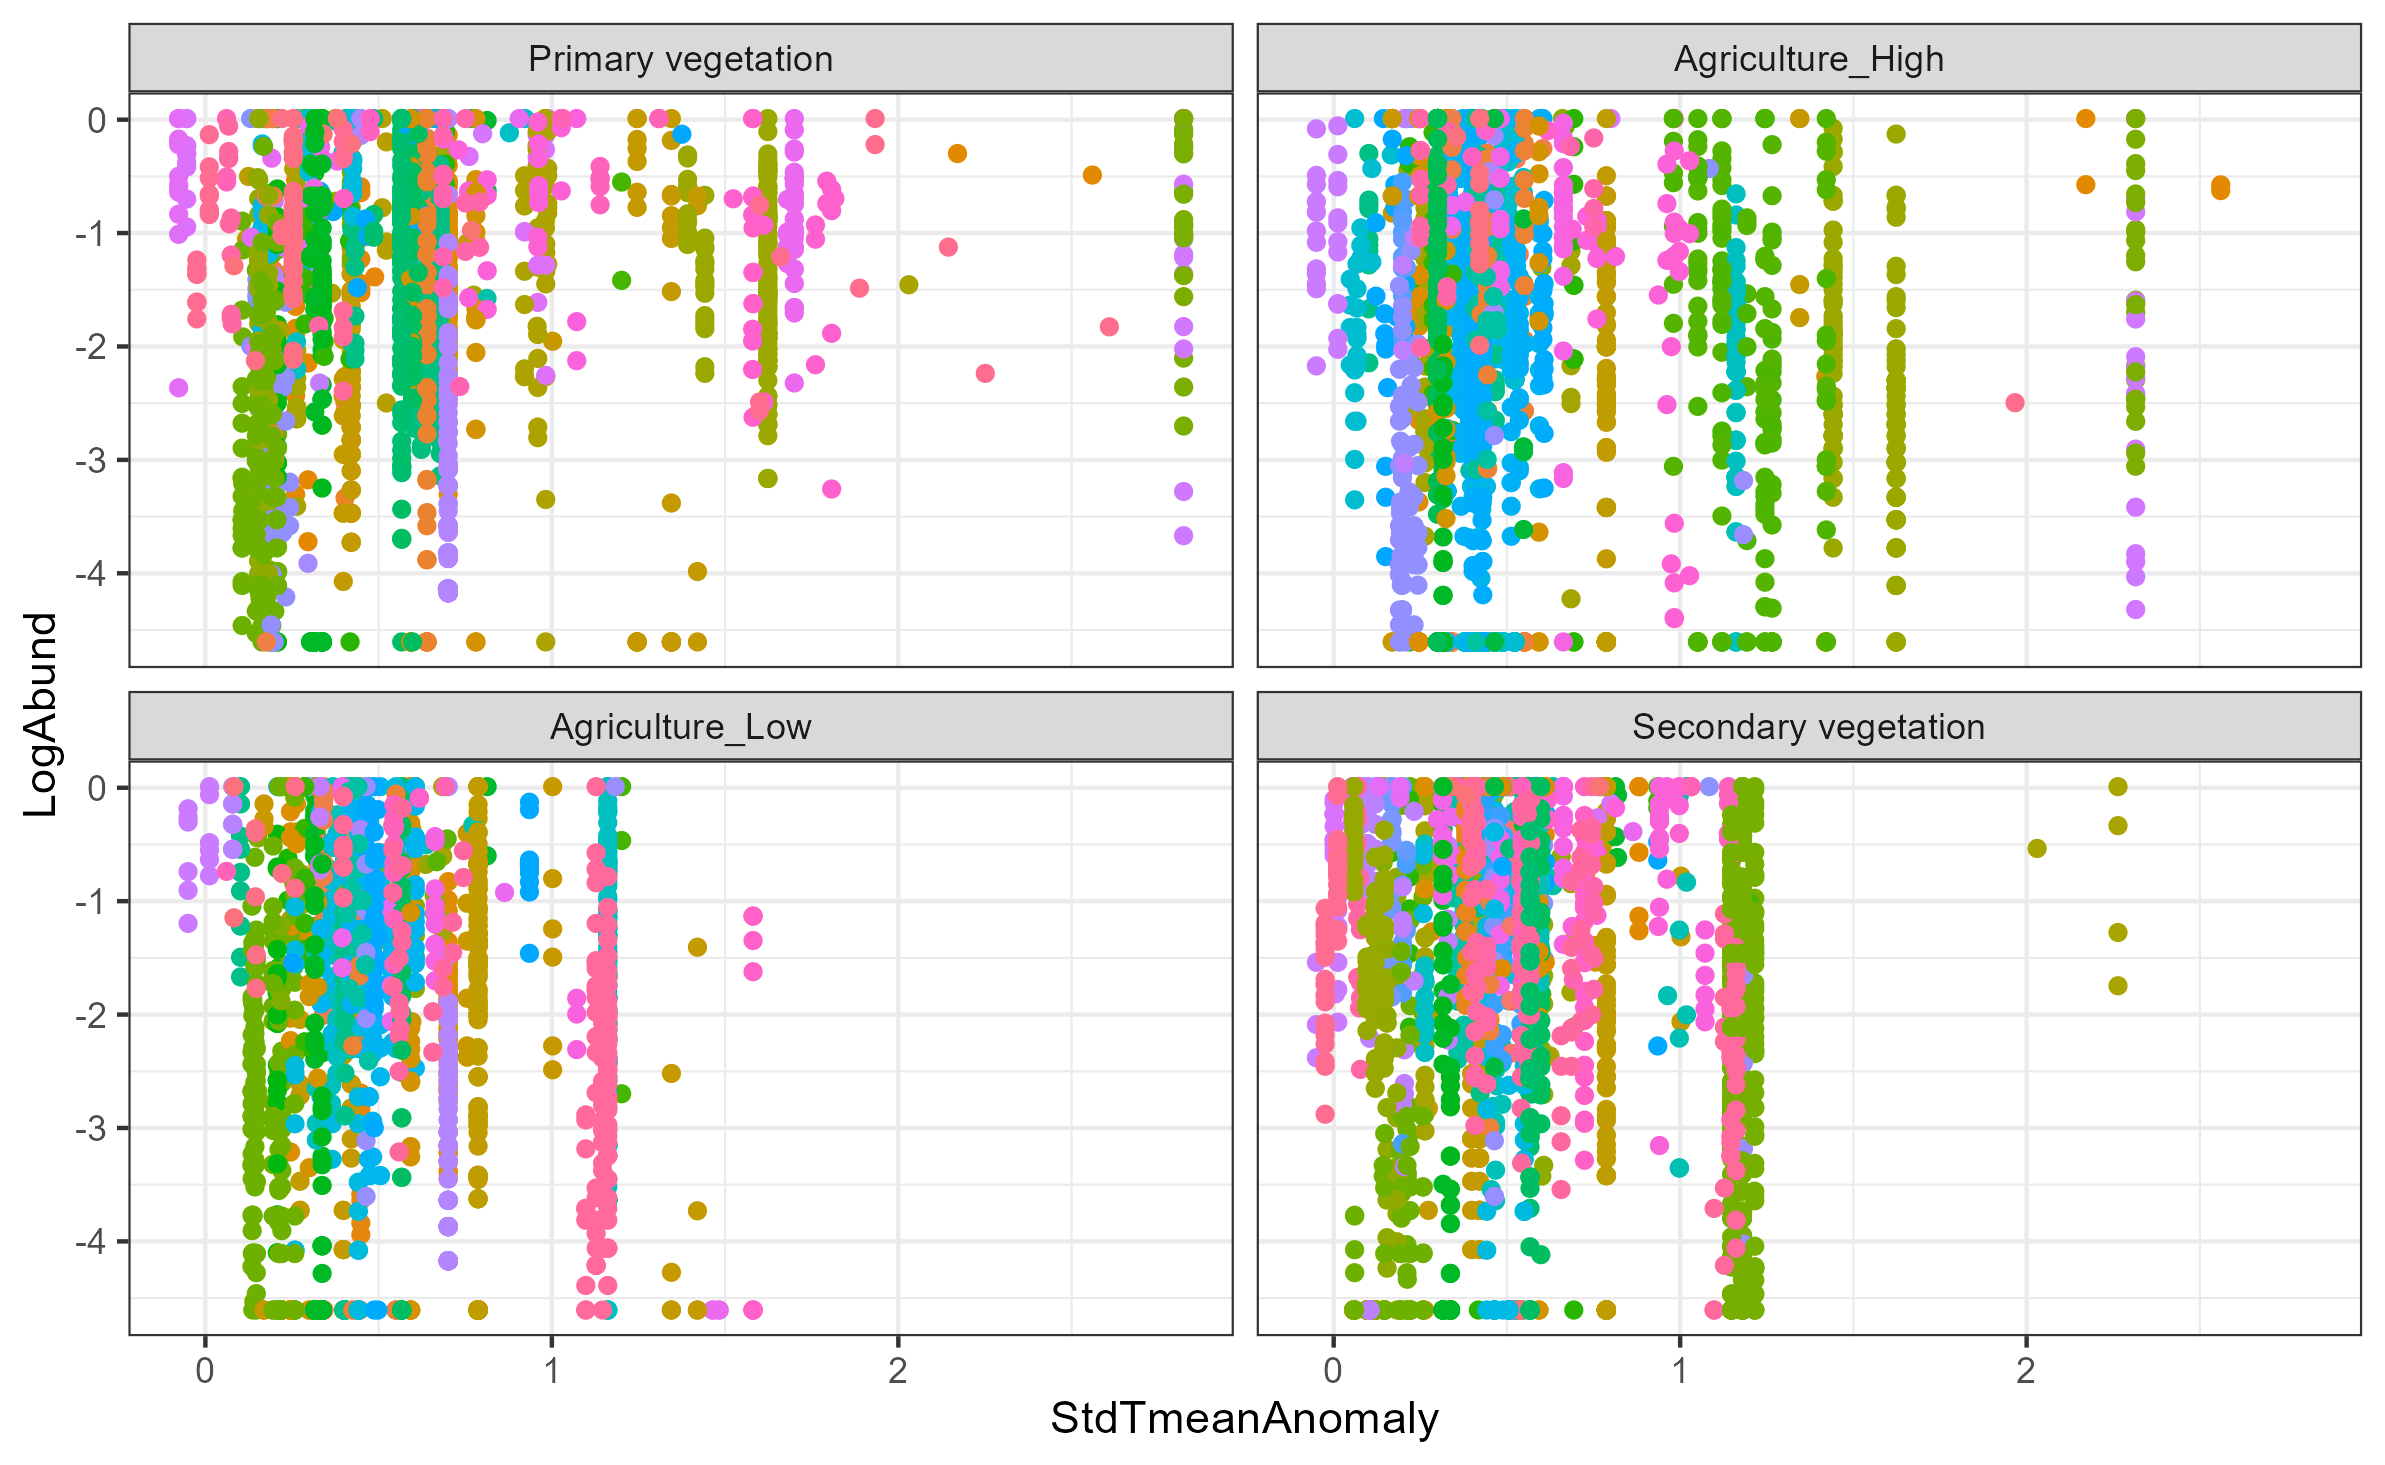 Primary vegetation
Agriculture_High
0
-1
-2
-3
-4
Agriculture_Low
Secondary vegetation
0
-1
-2
-3
-4
0 1 2
0 1 2
StdTmeanAnomaly
LogAbund